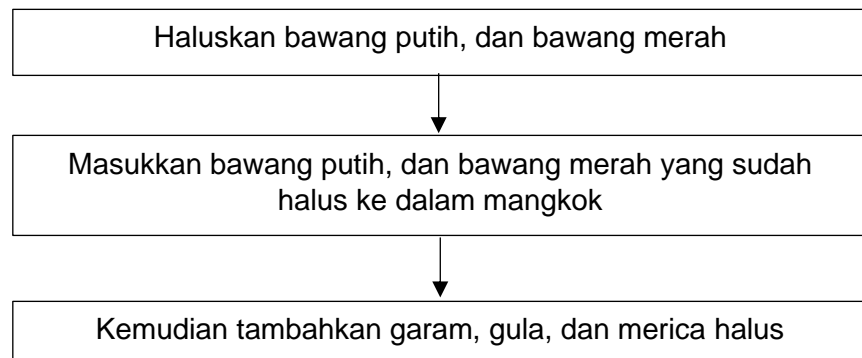 Haluskan bawang putih, dan bawang merah
Masukkan bawang putih, dan bawang merah yang sudah
halus ke dalam mangkok
Kemudian tambahkan garam, gula, dan merica halus